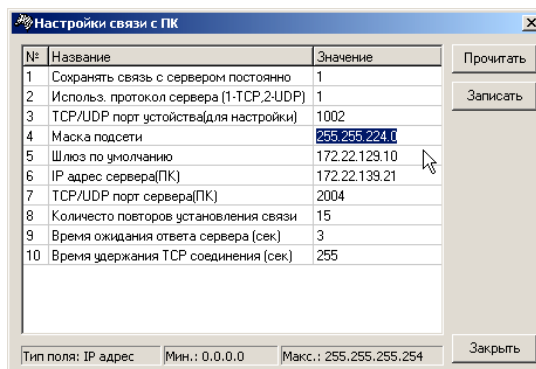 Настройки связи с ПК
№ Название Значение
1 Сохранять связь с сервером постоянно 1
2 Использ. протокол сервера (1-TCP,2-UDP) 1
3 TCP/UDP порт устойства(для настройки) 1002
4 Маска подсети 255.255.224.0
5 Шлюз по умолчанию 172.22.129.10
6 IP адрес сервера(ПК) 172.22.139.21
7 TCP/UDP порт сервера(ПК) 2004
8 Количесто повторов установления связи 15
9 Время ожидания ответа сервера (сек) 3
10 Время удержания TCP соединения (сек) 255
Прочитать
Записать
Закрыть
Тип поля: IP адрес Мин.: 0.0.0.0 Макс.: 255.255.255.254